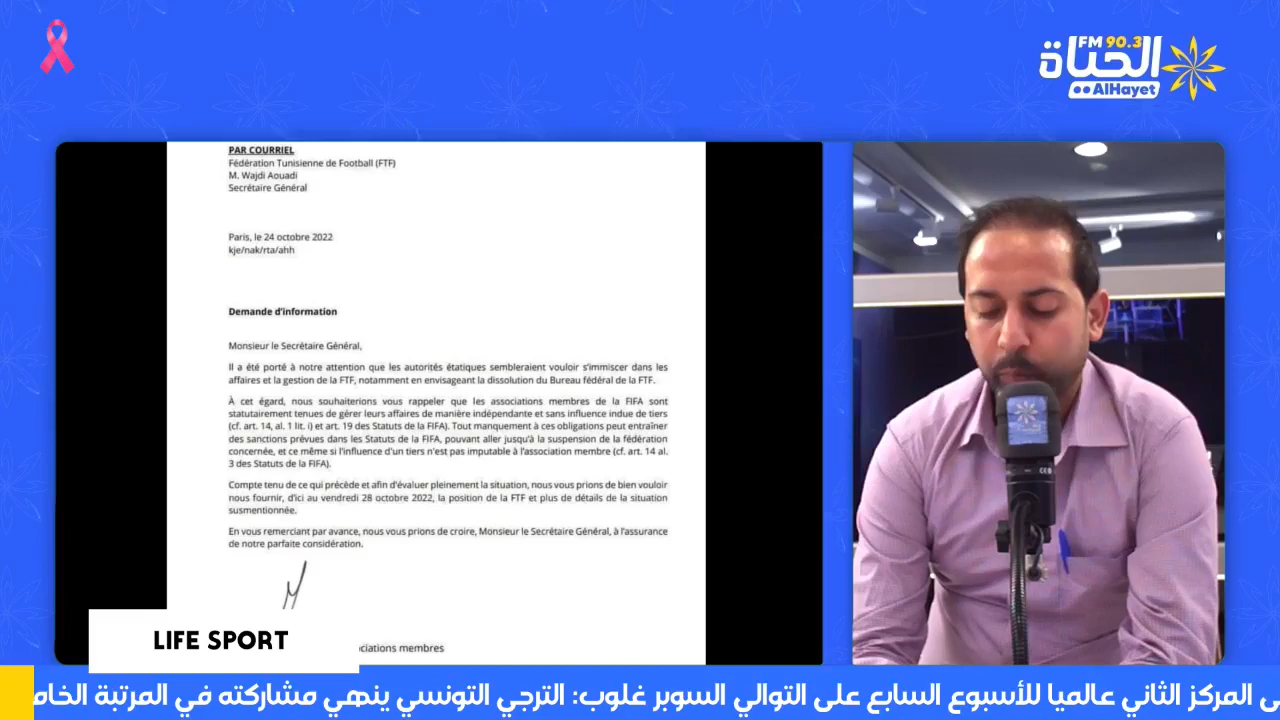 FM 90.3
الحياة
AlHayet
PAR COURRIEL
Fédération Tunisienne de Football (FTF)
M. Wajdi Aouadi
Secrétaire Général
Paris, le 24 octobre 2022
kje/nak/rta/ahh
Demande d'information
Monsieur le Secrétaire Général,
Il a été porté à notre attention que les autorités étatiques sembleraient vouloir s'immiscer dans les
affaires et la gestion de la FTF, notamment en envisageant la dissolution du Bureau fédéral de la FTF.
À cet égard, nous souhaiterions vous rappeler que les associations membres de la FIFA sont
statutairement tenues de gérer leurs affaires de manière indépendante et sans influence indue de tiers
(cf. art. 14, al. 1 lit. i) et art. 19 des Statuts de la FIFA). Tout manquement à ces obligations peut entraîner
des sanctions prévues dans les Statuts de la FIFA, pouvant aller jusqu'à la suspension de la fédération
concernée, et ce même si l'influence d'un tiers n'est pas imputable à l'association membre (cf. art. 14 al.
3 des Statuts de la FIFA).
Compte tenu de ce qui précède et afin d'évaluer pleinement la situation, nous vous prions de bien vouloir
nous fournir, d'ici au vendredi 28 octobre 2022, la position de la FTF et plus de détails de la situation
susmentionnée.
En vous remerciant par avance, nous vous prions de croire, Monsieur le Secrétaire Général, à l'assurance
de notre parfaite considération.
ciations membres
LIFE SPORT
المركز الثاني عالميا للأسبوع السابع على التوالي السوبر غلوب: الترجي التونسي ينهي مشاركته في المرتبة الخام